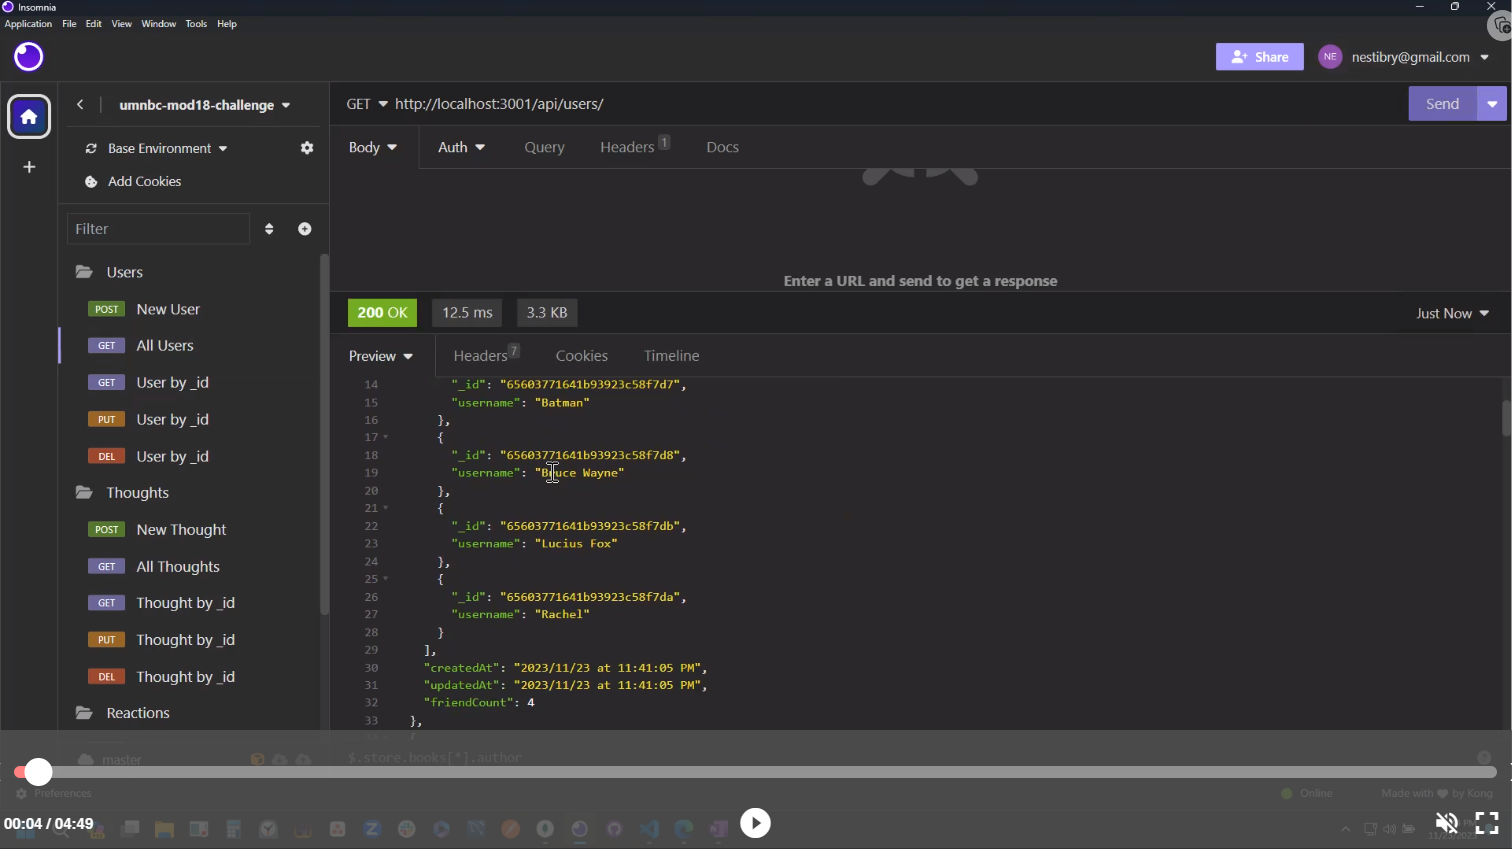 Insomnia
Application File Edit View Window Tools Help
Share
NE nestibry@gmail.com
umnbc-mod18-challenge
GET http://localhost:3001/api/users/
Send
Base Environment
Add Cookies
Body Auth Query Headers 1 Docs
Filter
Enter a URL and send to get a response
Users
POST New User
GET All Users
GET User by _id
PUT User by _id
DEL User by _id
Thoughts
POST New Thought
GET All Thoughts
GET Thought by _id
PUT Thought by _id
DEL Thought by _id
Reactions
200 OK 12.5 ms 3.3 KB Just Now
Preview Headers 7 Cookies Timeline
14 "_id": "65603771641b93923c58f7d7",
15 "username": "Batman"
16 },
17 {
18 "_id": "65603771641b93923c58f7d8",
19 "username": "Bruce Wayne"
20 },
21 {
22 "_id": "65603771641b93923c58f7db",
23 "username": "Lucius Fox"
24 },
25 {
26 "_id": "65603771641b93923c58f7da",
27 "username": "Rachel"
28 }
29 ],
30 "createdAt": "2023/11/23 at 11:41:05 PM",
31 "updatedAt": "2023/11/23 at 11:41:05 PM",
32 "friendCount": 4
33 },
master
$.store.books[*].author
Preferences
Online Made with ❤ by Kong
00:04 / 04:49